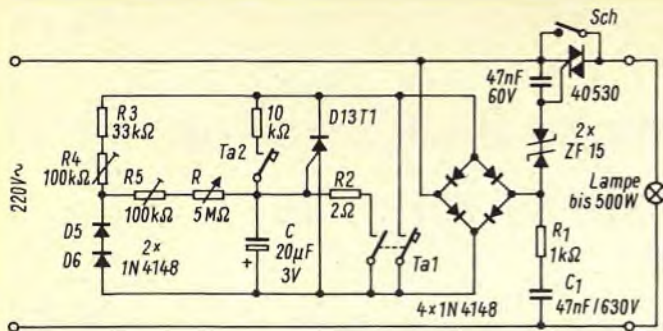 Sch
47nF
60V
40530
R3
33kΩ
10
kΩ
D13T1
Ta2
2x
ZF 15
R4
100kΩ
R5
100kΩ
R
5MΩ
R2
2Ω
220V~
Lampe
bis 500W
D5
D6
2x
1N4148
C
20µF
3V
+
Ta1
R1
1kΩ
C1
47nF/630V
4x1N4148